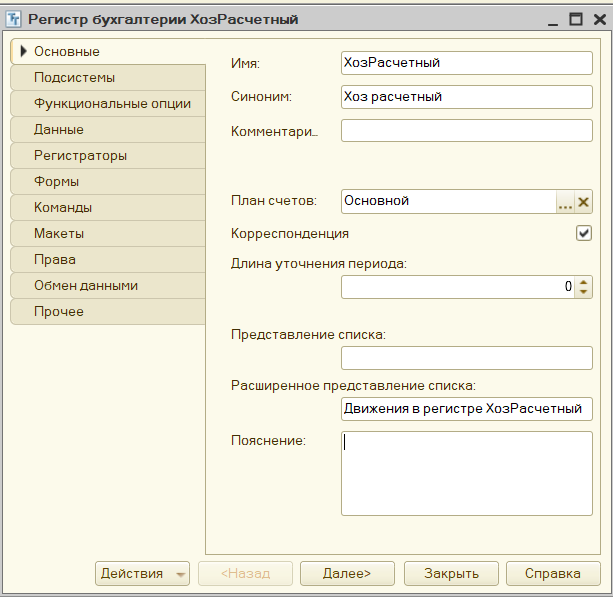 Регистр бухгалтерии ХозРасчетный
Основные
Подсистемы
Функциональные опции
Данные
Регистраторы
Формы
Команды
Макеты
Права
Обмен данными
Прочее
Имя: ХозРасчетный
Синоним: Хоз расчетный
Комментари...
План счетов: Основной ...
Корреспонденция
Длина уточнения периода:
0
Представление списка:
Расширенное представление списка:
Движения в регистре ХозРасчетный
Пояснение:
Действия <Назад Далее> Закрыть Справка